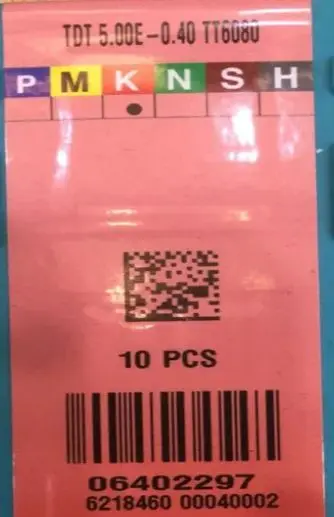 TDT 5.00E-0.40 TT6080
P M K N S H
10 PCS
06402297
6218460 00040002